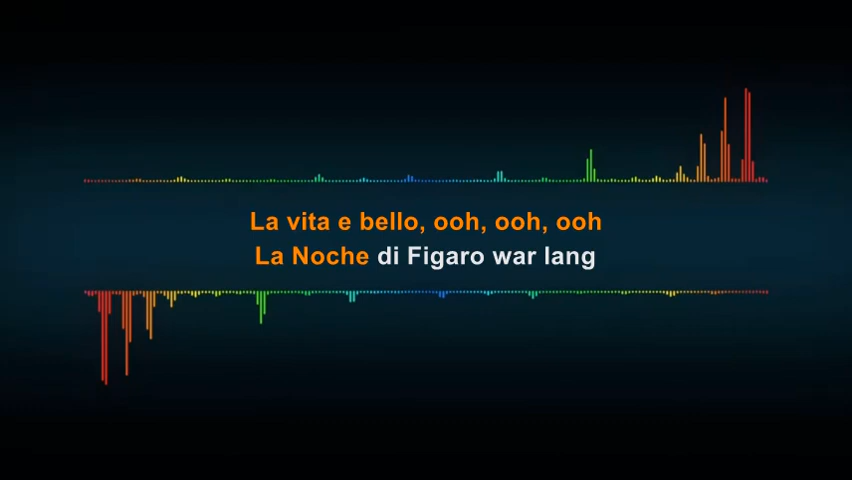 La vita e bello, ooh, ooh, ooh
La Noche di Figaro war lang